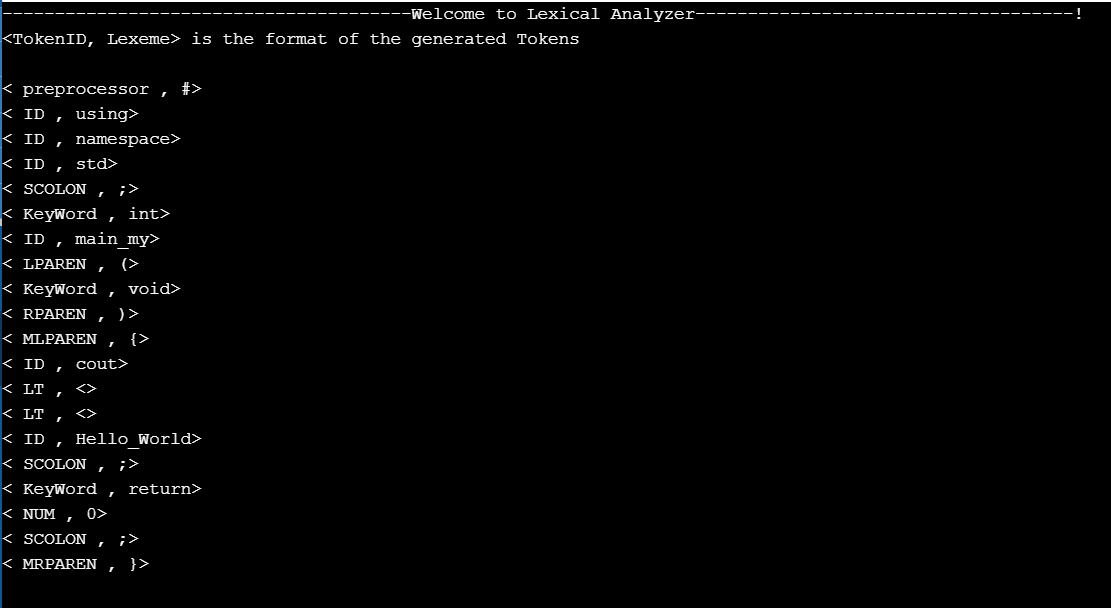 ---------------------------------------Welcome to Lexical Analyzer------------------------------------!
<TokenID, Lexeme> is the format of the generated Tokens
< preprocessor , #>
< ID , using>
< ID , namespace>
< ID , std>
< SCOLON , ;>
< KeyWord , int>
< ID , main_my>
< LPAREN , (>
< KeyWord , void>
< RPAREN , )>
< MLPAREN , {>
< ID , cout>
< LT , <>
< LT , <>
< ID , Hello_World>
< SCOLON , ;>
< KeyWord , return>
< NUM , 0>
< SCOLON , ;>
< MRPAREN , }>